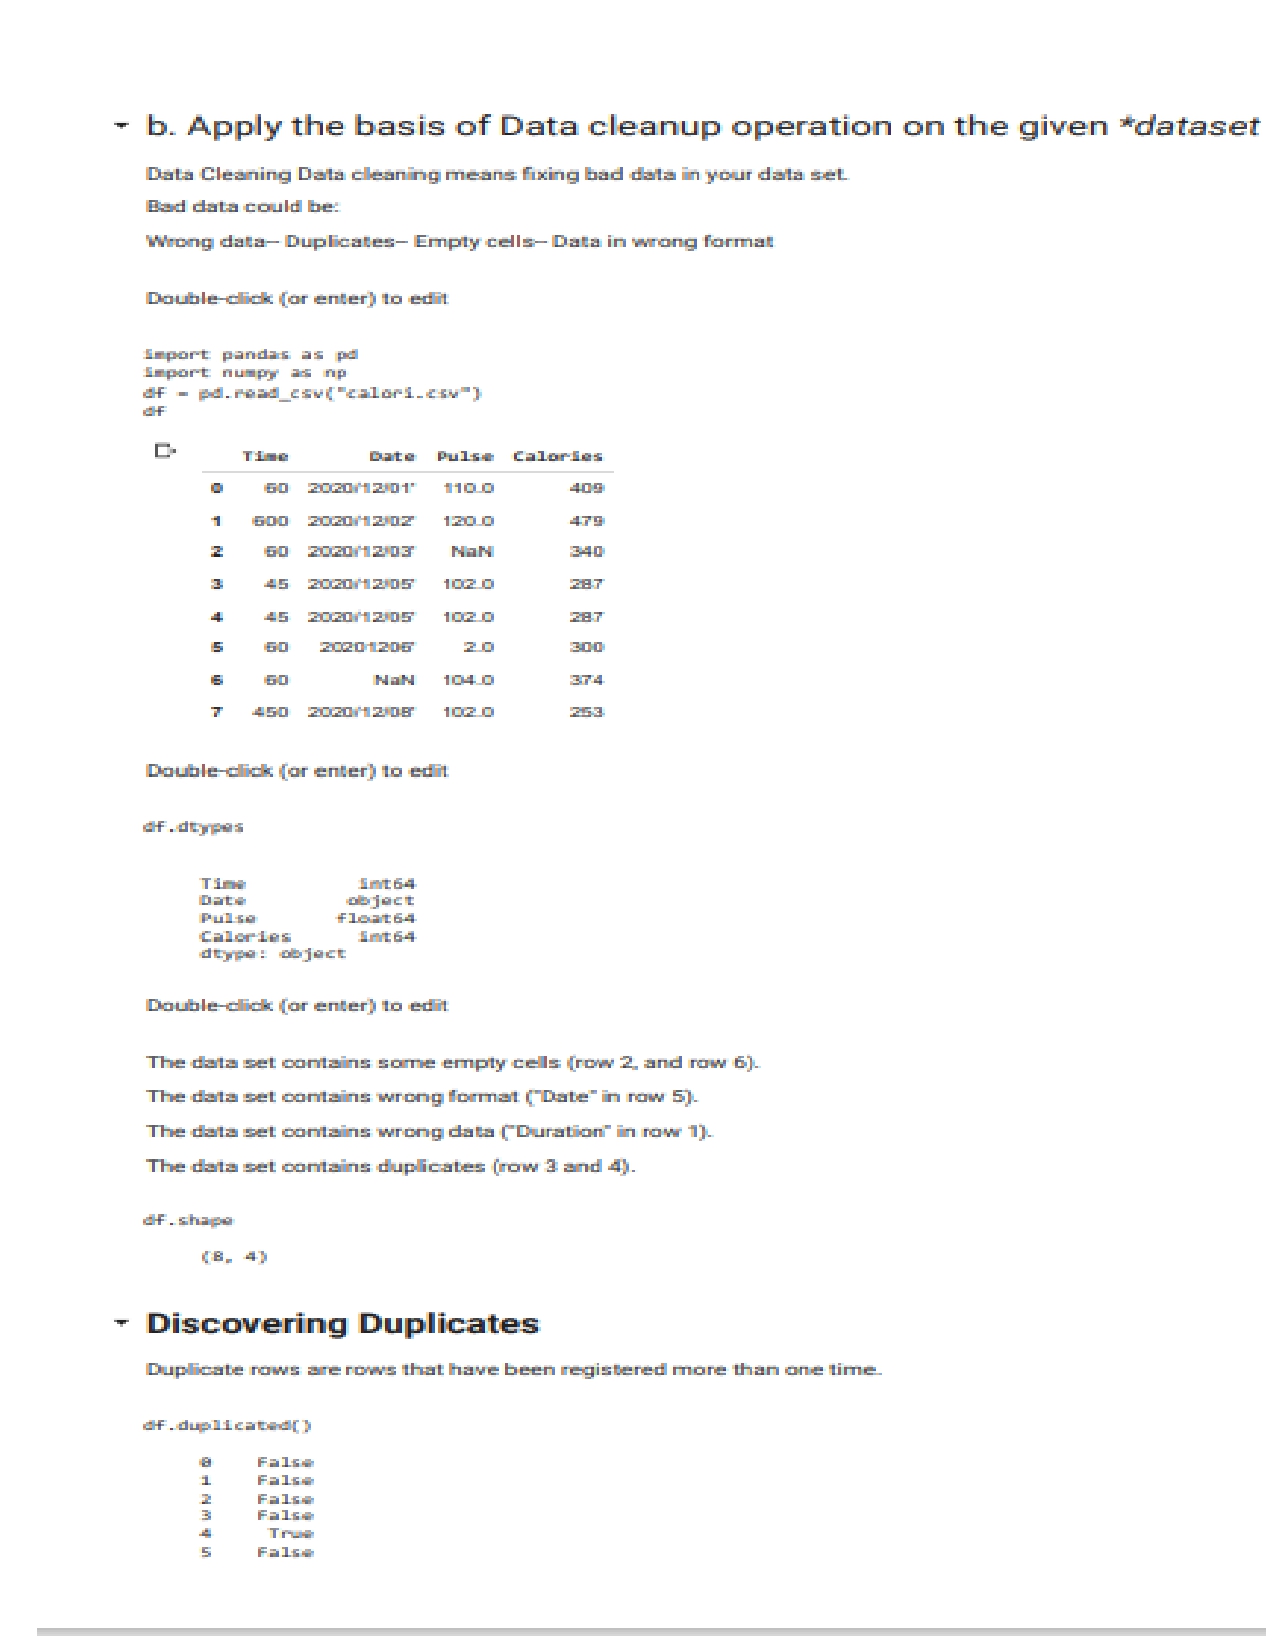 b. Apply the basis of Data cleanup operation on the given *dataset
Data Cleaning Data cleaning means fixing bad data in your data set.
Bad data could be:
Wrong data-- Duplicates-- Empty cells-- Data in wrong format
Double-click (or enter) to edit
import pandas as pd
import numpy as np
df = pd.read_csv("calori.csv")
df
Time Date Pulse Calories
0 60 2020/12/01' 110.0 409
1 600 2020/12/02' 120.0 479
2 60 2020/12/03' NaN 340
3 45 2020/12/05' 102.0 287
4 45 2020/12/05' 102.0 287
5 60 20201206' 2.0 300
6 60 NaN 104.0 374
7 450 2020/12/08' 102.0 253
Double-click (or enter) to edit
df.dtypes
Time int64
Date object
Pulse float64
Calories int64
dtype: object
Double-click (or enter) to edit
The data set contains some empty cells (row 2, and row 6).
The data set contains wrong format ("Date" in row 5).
The data set contains wrong data ("Duration" in row 1).
The data set contains duplicates (row 3 and 4).
df.shape
(8, 4)
Discovering Duplicates
Duplicate rows are rows that have been registered more than one time.
df.duplicated()
0 False
1 False
2 False
3 False
4 True
5 False